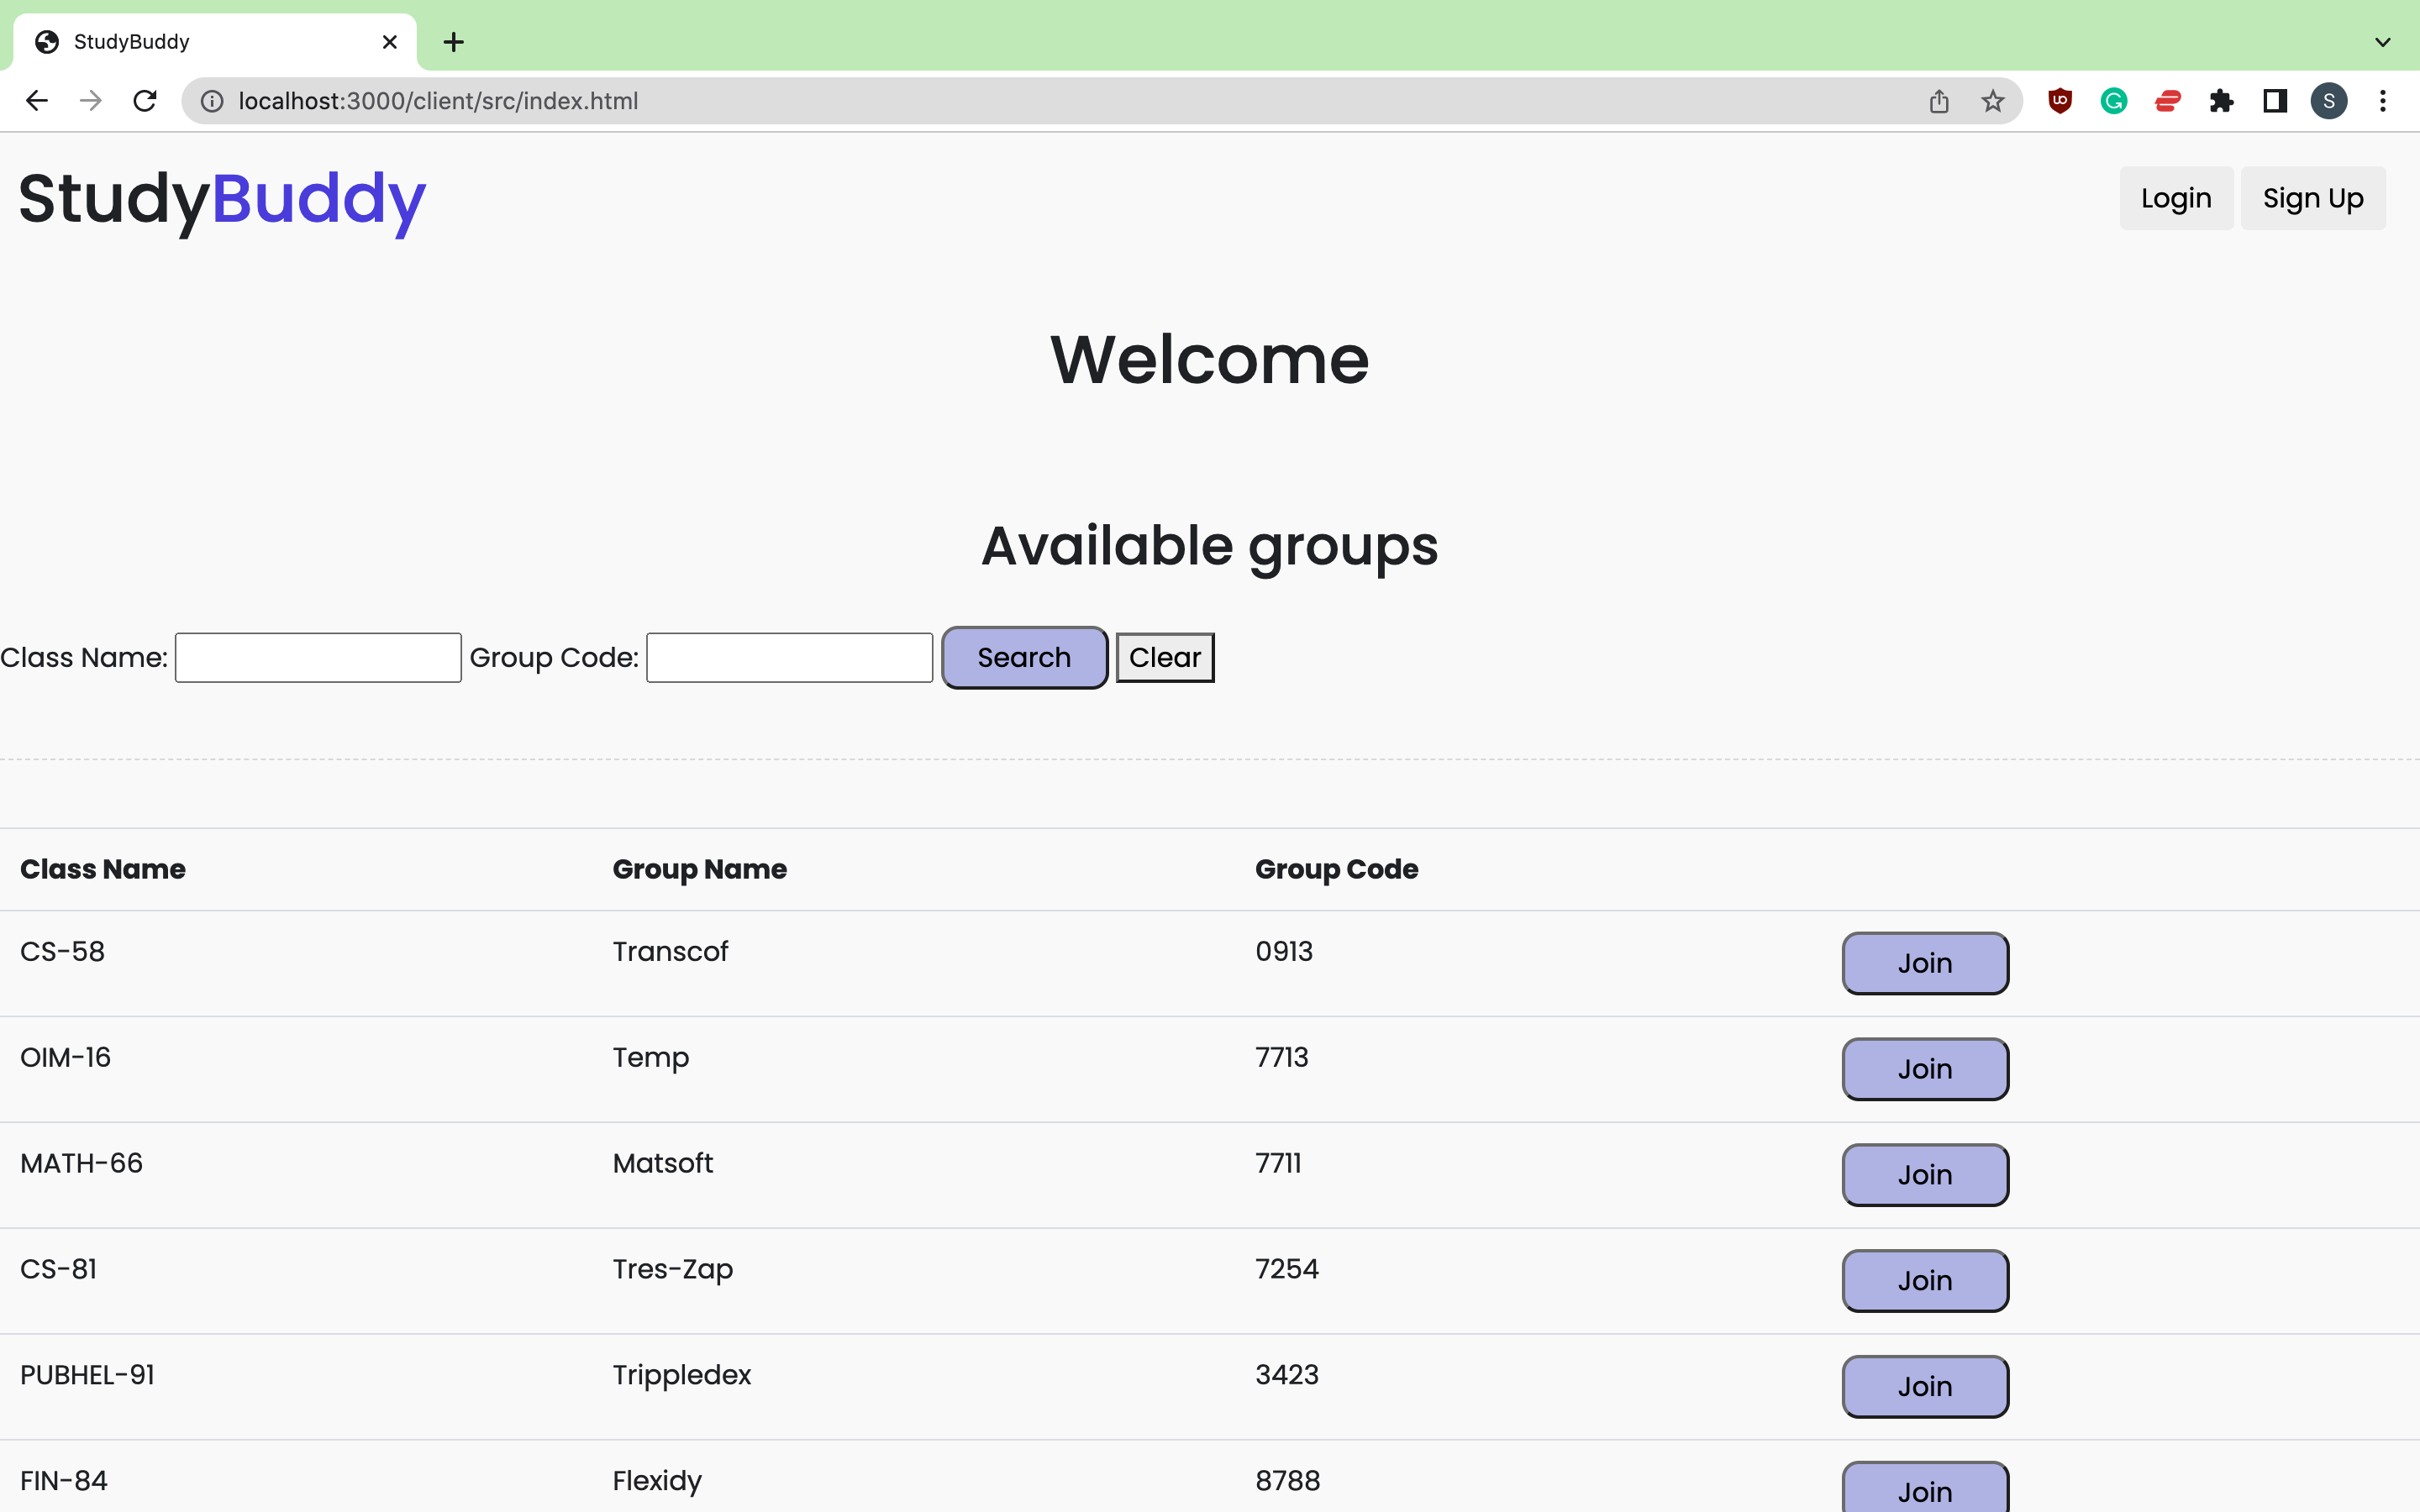 StudyBuddy
localhost:3000/client/src/index.html
S
StudyBuddy
Login Sign Up
Welcome
Available groups
Class Name: Group Code: Search Clear
Class Name Group Name Group Code
CS-58 Transcof 0913 Join
OIM-16 Temp 7713 Join
MATH-66 Matsoft 7711 Join
CS-81 Tres-Zap 7254 Join
PUBHEL-91 Trippledex 3423 Join
FIN-84 Flexidy 8788 Join